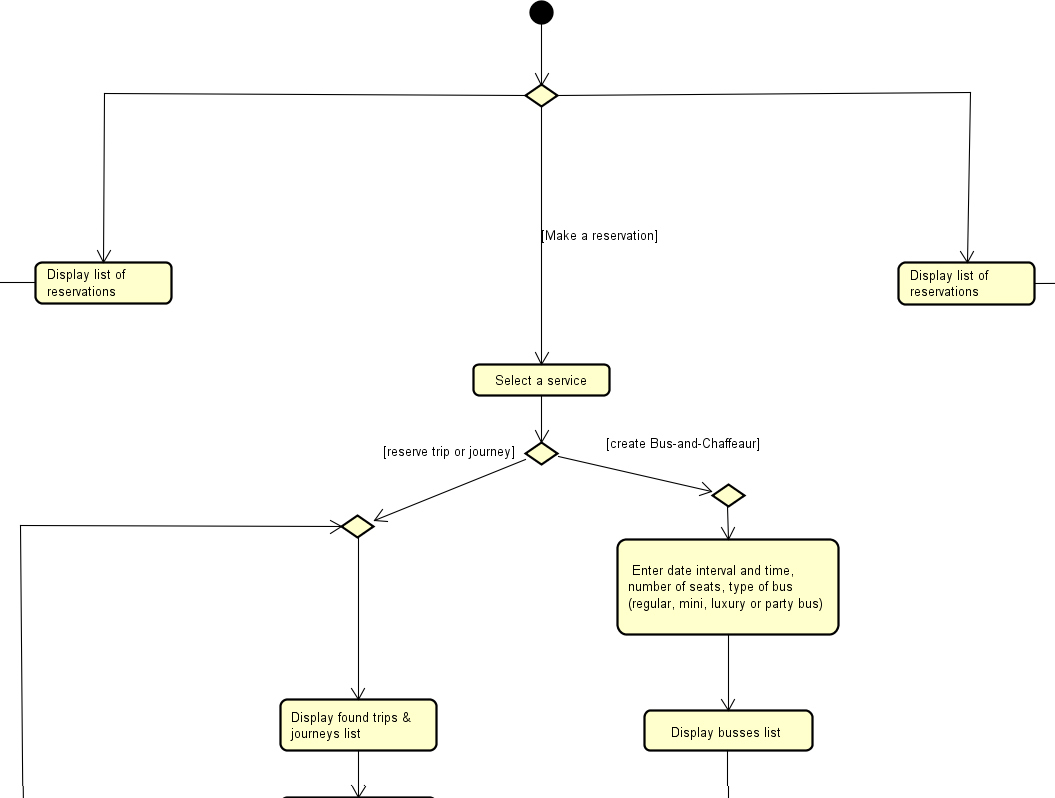 [Make a reservation]
Display list of
reservations
Display list of
reservations
Select a service
[reserve trip or journey]
[create Bus-and-Chaffeaur]
Enter date interval and time,
number of seats, type of bus
(regular, mini, luxury or party bus)
Display found trips &
journeys list
Display busses list